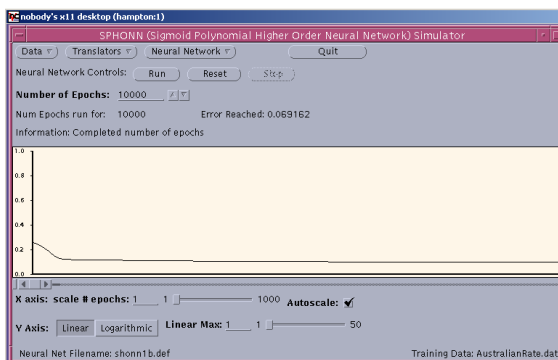 nobody's x11 desktop (hampton:1)
SPHONN (Sigmoid Polynomial Higher Order Neural Network) Simulator
Data Translators Neural Network Quit
Neural Network Controls: Run Reset Stop
Number of Epochs: 10000
Num Epochs run for: 10000 Error Reached: 0.069162
Information: Completed number of epochs
1.0
0.8
0.6
0.4
0.2
0.0
X axis: scale # epochs: 1 1 1000 Autoscale:
Y Axis: Linear Logarithmic Linear Max: 1 1 50
Neural Net Filename: shonn1b.def Training Data: AustralianRate.dat